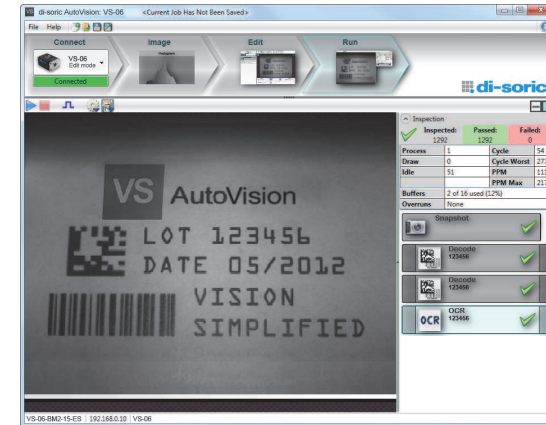 di-soric AutoVision: VS-06 <Current Job Has Not Been Saved>
File Help
Connect Image Edit Run
VS-06
Edit mode
Connected
di-soric
Inspection
Inspected: Passed: Failed:
1292 1292 0
Process 1 Cycle 54
Draw 0 Cycle Worst
Idle 51 PPM
PPM Max
Buffers 2 of 16 used (12%)
Overruns None
Snapshot
Decode
123456
Decode
123456
OCR
OCR
123456
VS AutoVision
LOT 123456
DATE 05/2012
VISION
SIMPLIFIED
VS-06-BM2-15-ES 192.168.0.10 VS-06